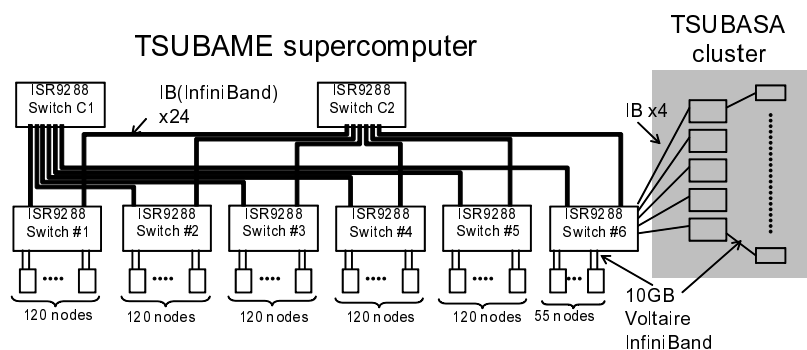 TSUBAME supercomputer
TSUBASA
cluster
ISR9288
Switch C1
IB(InfiniBand)
x24
ISR9288
Switch C2
IB x4
ISR9288
Switch #1
ISR9288
Switch #2
ISR9288
Switch #3
ISR9288
Switch #4
ISR9288
Switch #5
ISR9288
Switch #6
120 nodes
120 nodes
120 nodes
120 nodes
120 nodes
55 nodes
10GB
Voltaire
InfiniBand